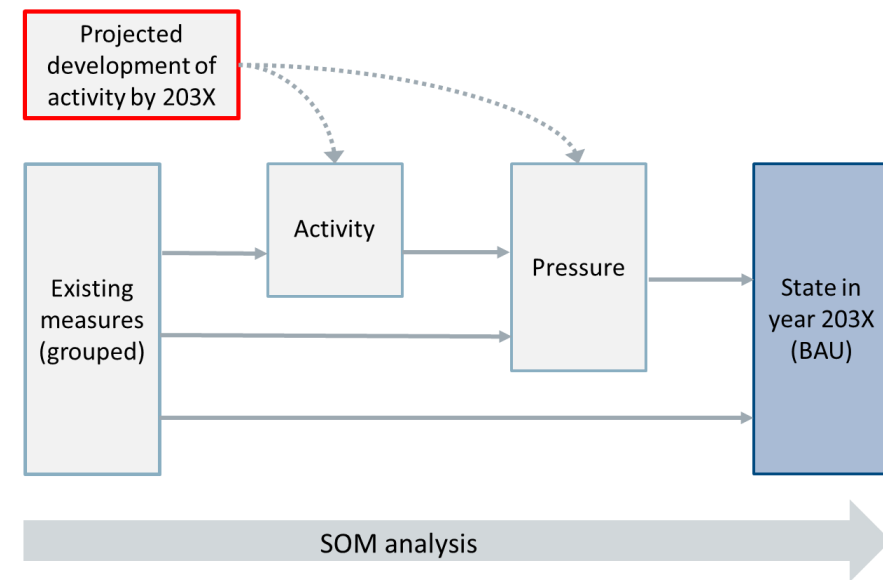 Projected
development of
activity by 203X
Activity
Pressure
Existing
measures
(grouped)
State in
year 203X
(BAU)
SOM analysis